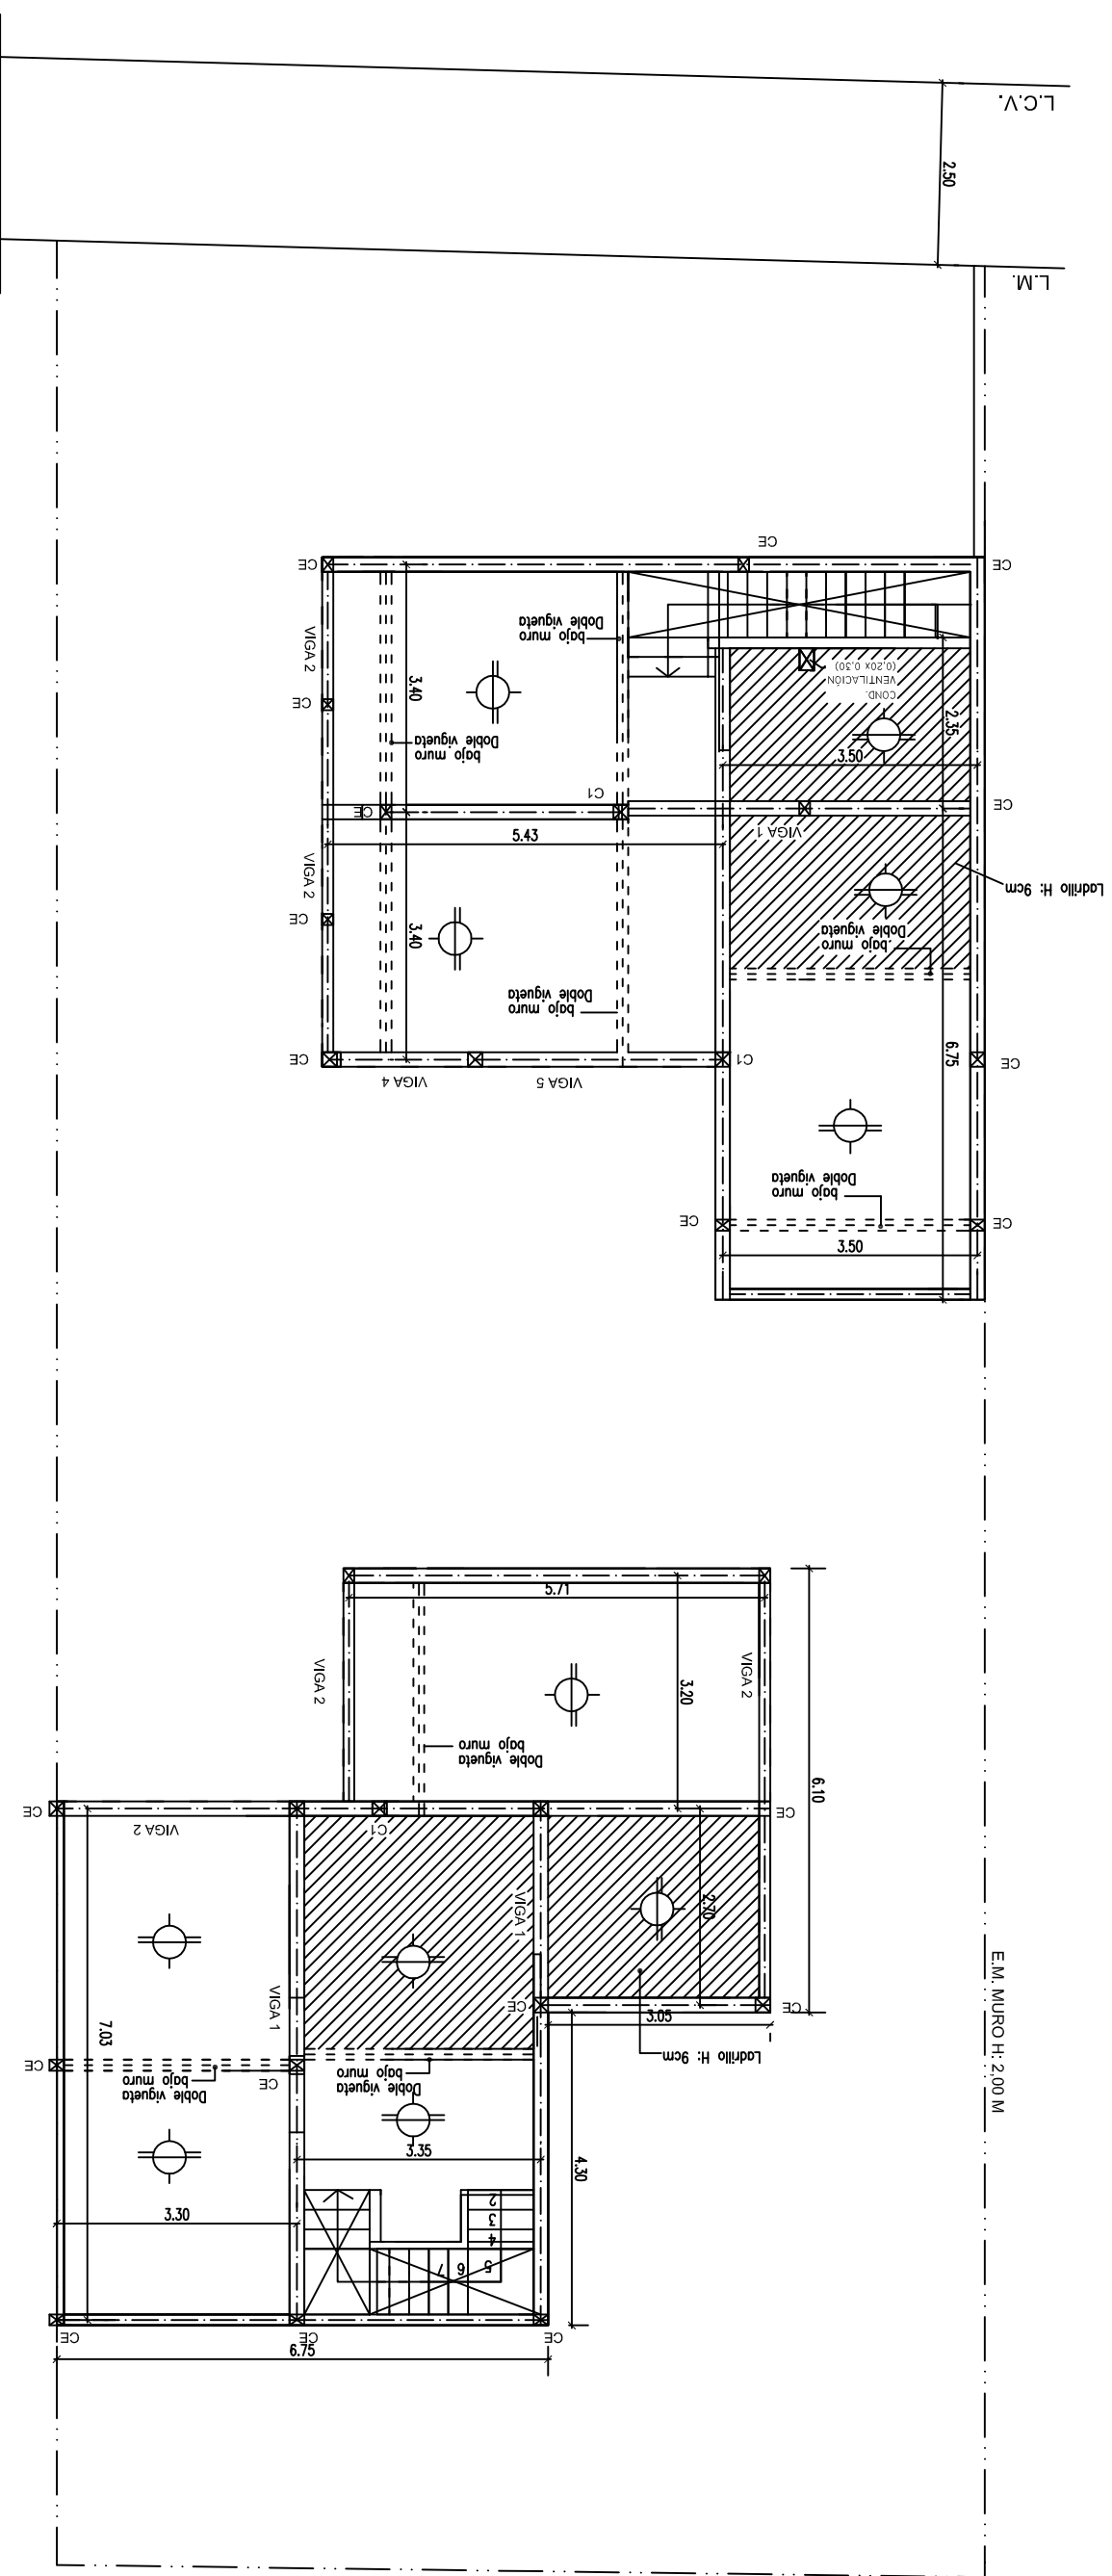 L.C.V.
2.50
L.M.
CE
CE
CE
VIGA 2
Doble vigueta
bajo muro
COND.
VENTILACIÓN
(0,20x 0,30)
3.40
2.35
CE
Doble vigueta
bajo muro
3.50
C1
CE
CE
5.43
VIGA 1
VIGA 2
Ladrillo H: 9cm
CE
3.40
Doble vigueta
bajo muro
Doble vigueta
bajo muro
CE
C1
6.75
CE
VIGA 4
VIGA 5
Doble vigueta
bajo muro
CE
CE
3.50
5.71
VIGA 2
3.20
VIGA 2
Doble vigueta
bajo muro
6.10
CE
CE
VIGA 2
C1
VIGA 1
2.70
E.M. MURO H: 2,00 M
VIGA 1
CE
CE
3.05
7.03
Ladrillo H: 9cm
CE
CE
Doble vigueta
bajo muro
Doble vigueta
bajo muro
3.35
4.30
3.30
2
3
4
5
6
7
CE
CE
CE
6.75